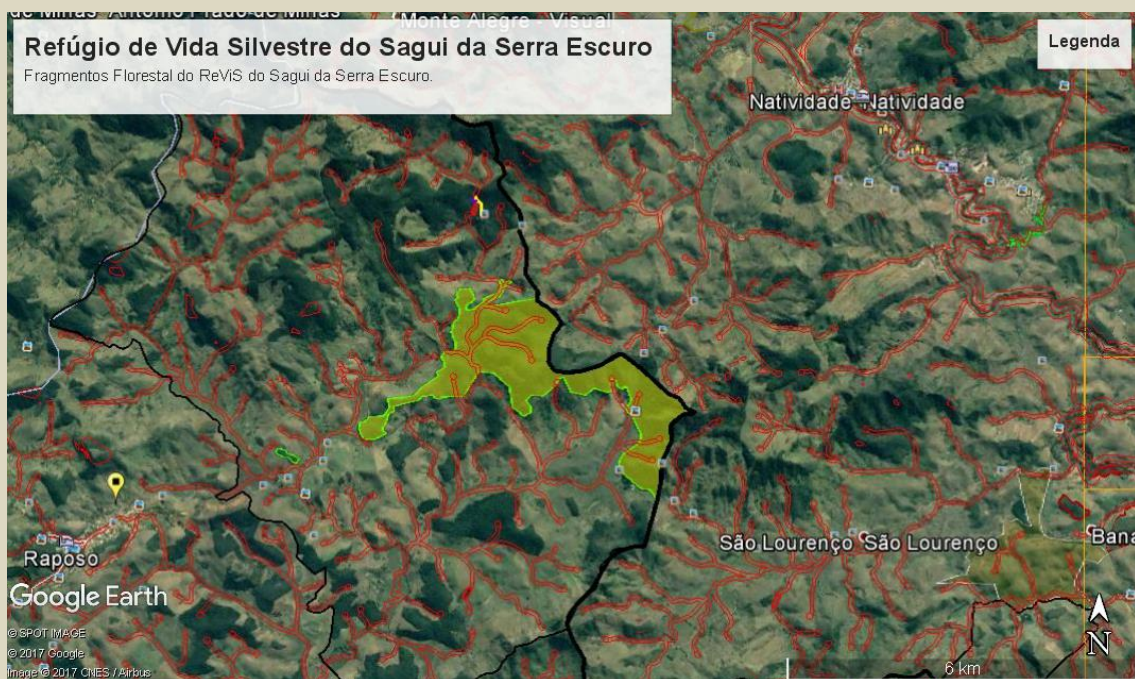 de Minas Antônio Prado de Minas
Monte Alegre - Visuall
Refúgio de Vida Silvestre do Sagui da Serra Escuro
Fragmentos Florestal do ReViS do Sagui da Serra Escuro.
Legenda
Natividade Natividade
São Lourenço São Lourenço
Bana
Raposo
Google Earth
© SPOT IMAGE
© 2017 Google
Image © 2017 CNES / Airbus
6 km
N